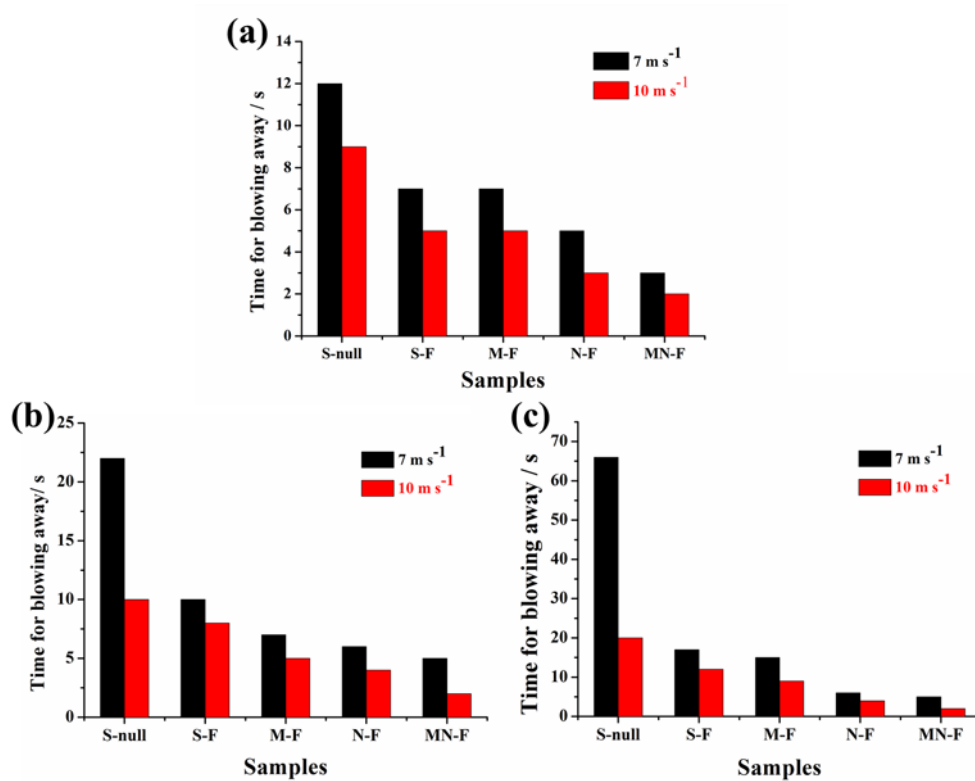 (a)
14
12
10
8
6
4
2
0
Time for blowing away / s
7 m s⁻¹
10 m s⁻¹
S-null S-F M-F N-F MN-F
Samples
(b)
25
20
15
10
5
0
Time for blowing away/ s
7 m s⁻¹
10 m s⁻¹
S-null S-F M-F N-F MN-F
Samples
(c)
70
60
50
40
30
20
10
0
Time for blowing away / s
7 m s⁻¹
10 m s⁻¹
S-null S-F M-F N-F MN-F
Samples